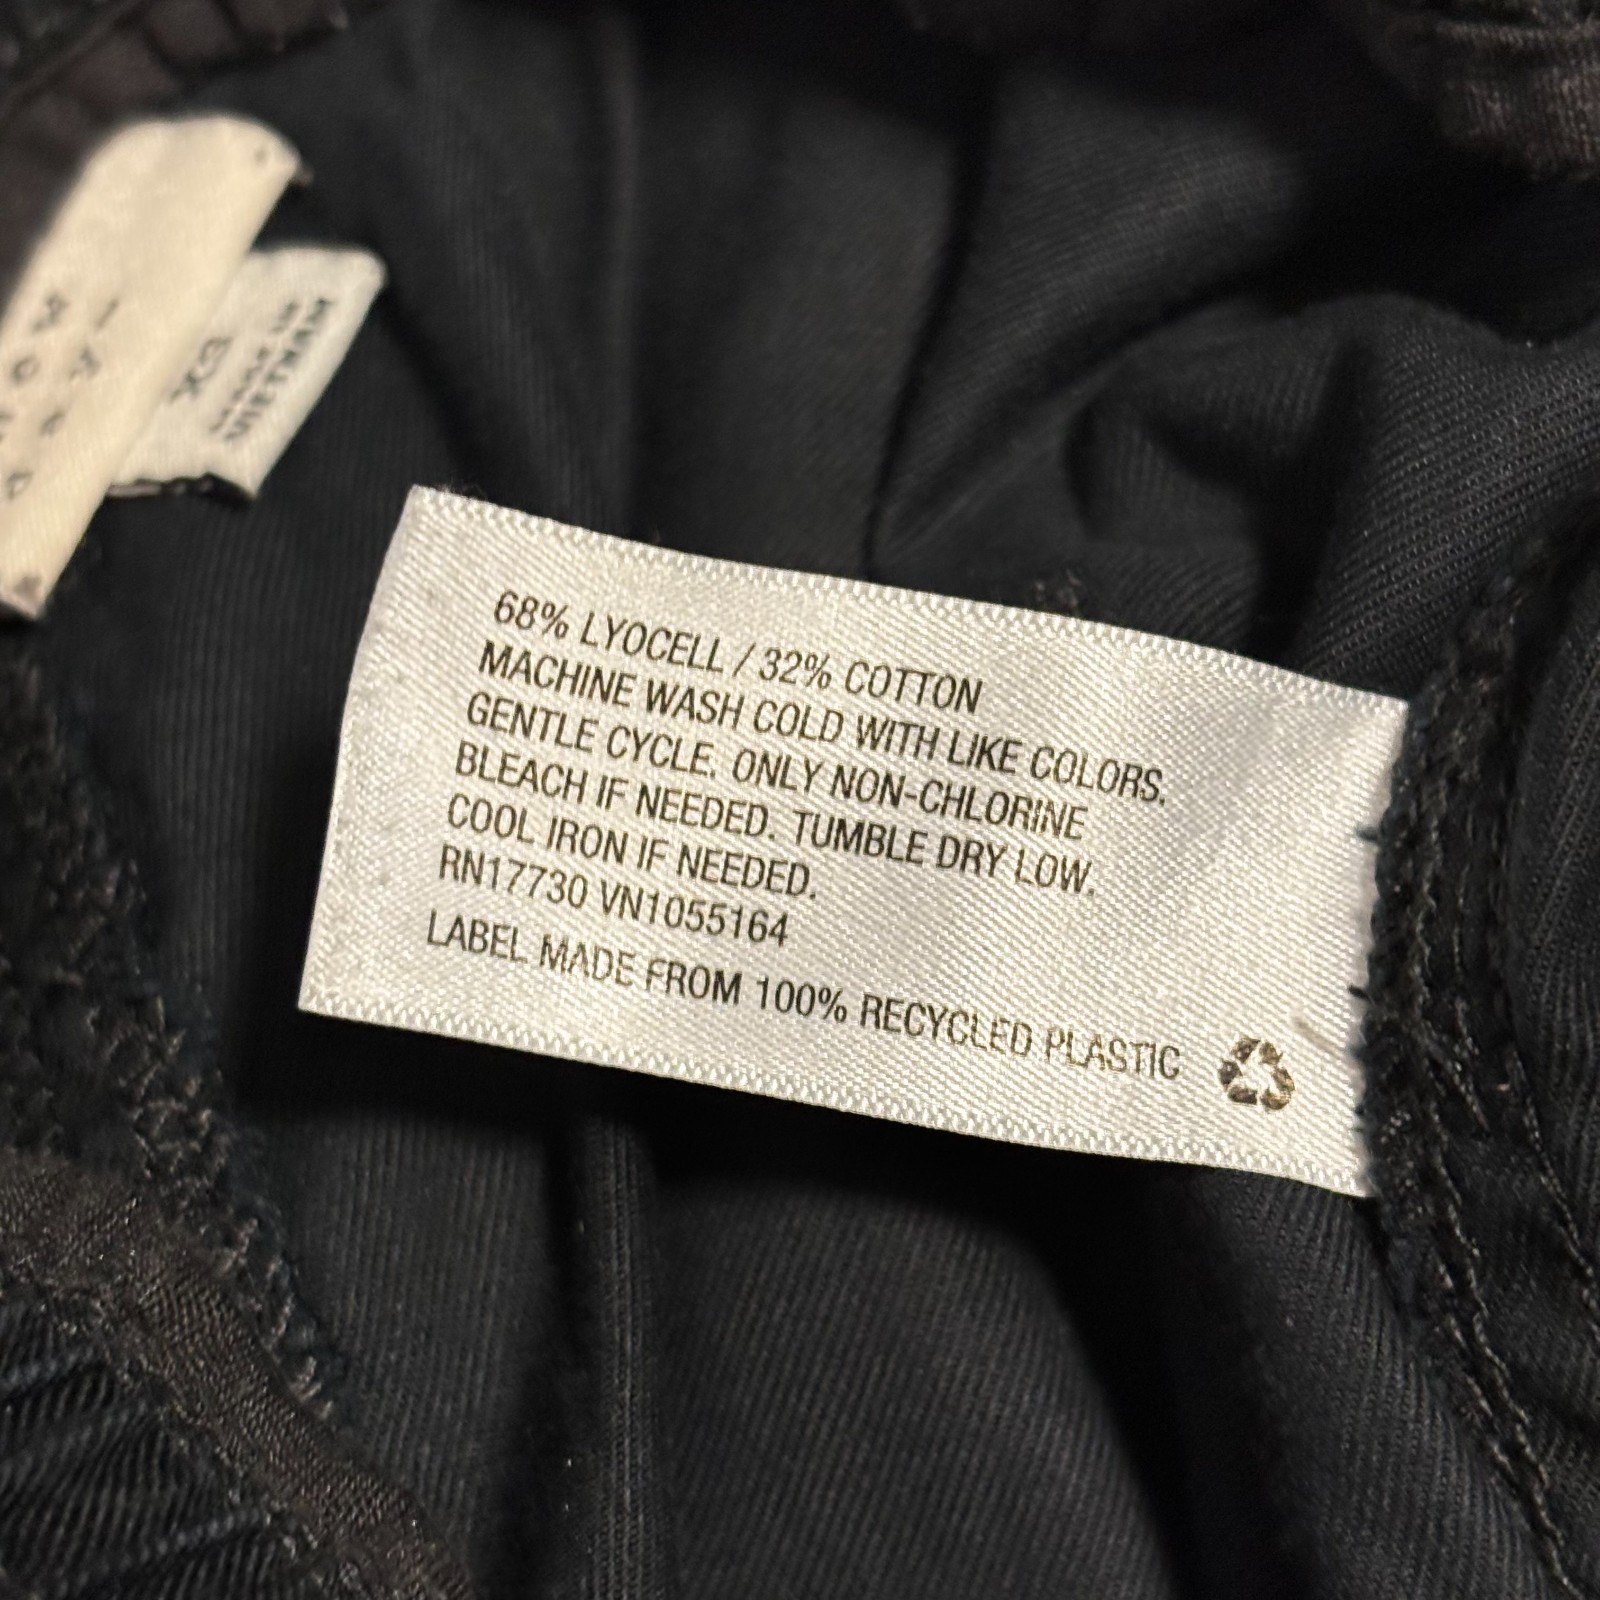 68% LYOCELL / 32% COTTON
MACHINE WASH COLD WITH LIKE COLORS.
GENTLE CYCLE. ONLY NON-CHLORINE
BLEACH IF NEEDED. TUMBLE DRY LOW.
COOL IRON IF NEEDED.
RN17730 VN1055164
LABEL MADE FROM 100% RECYCLED PLASTIC